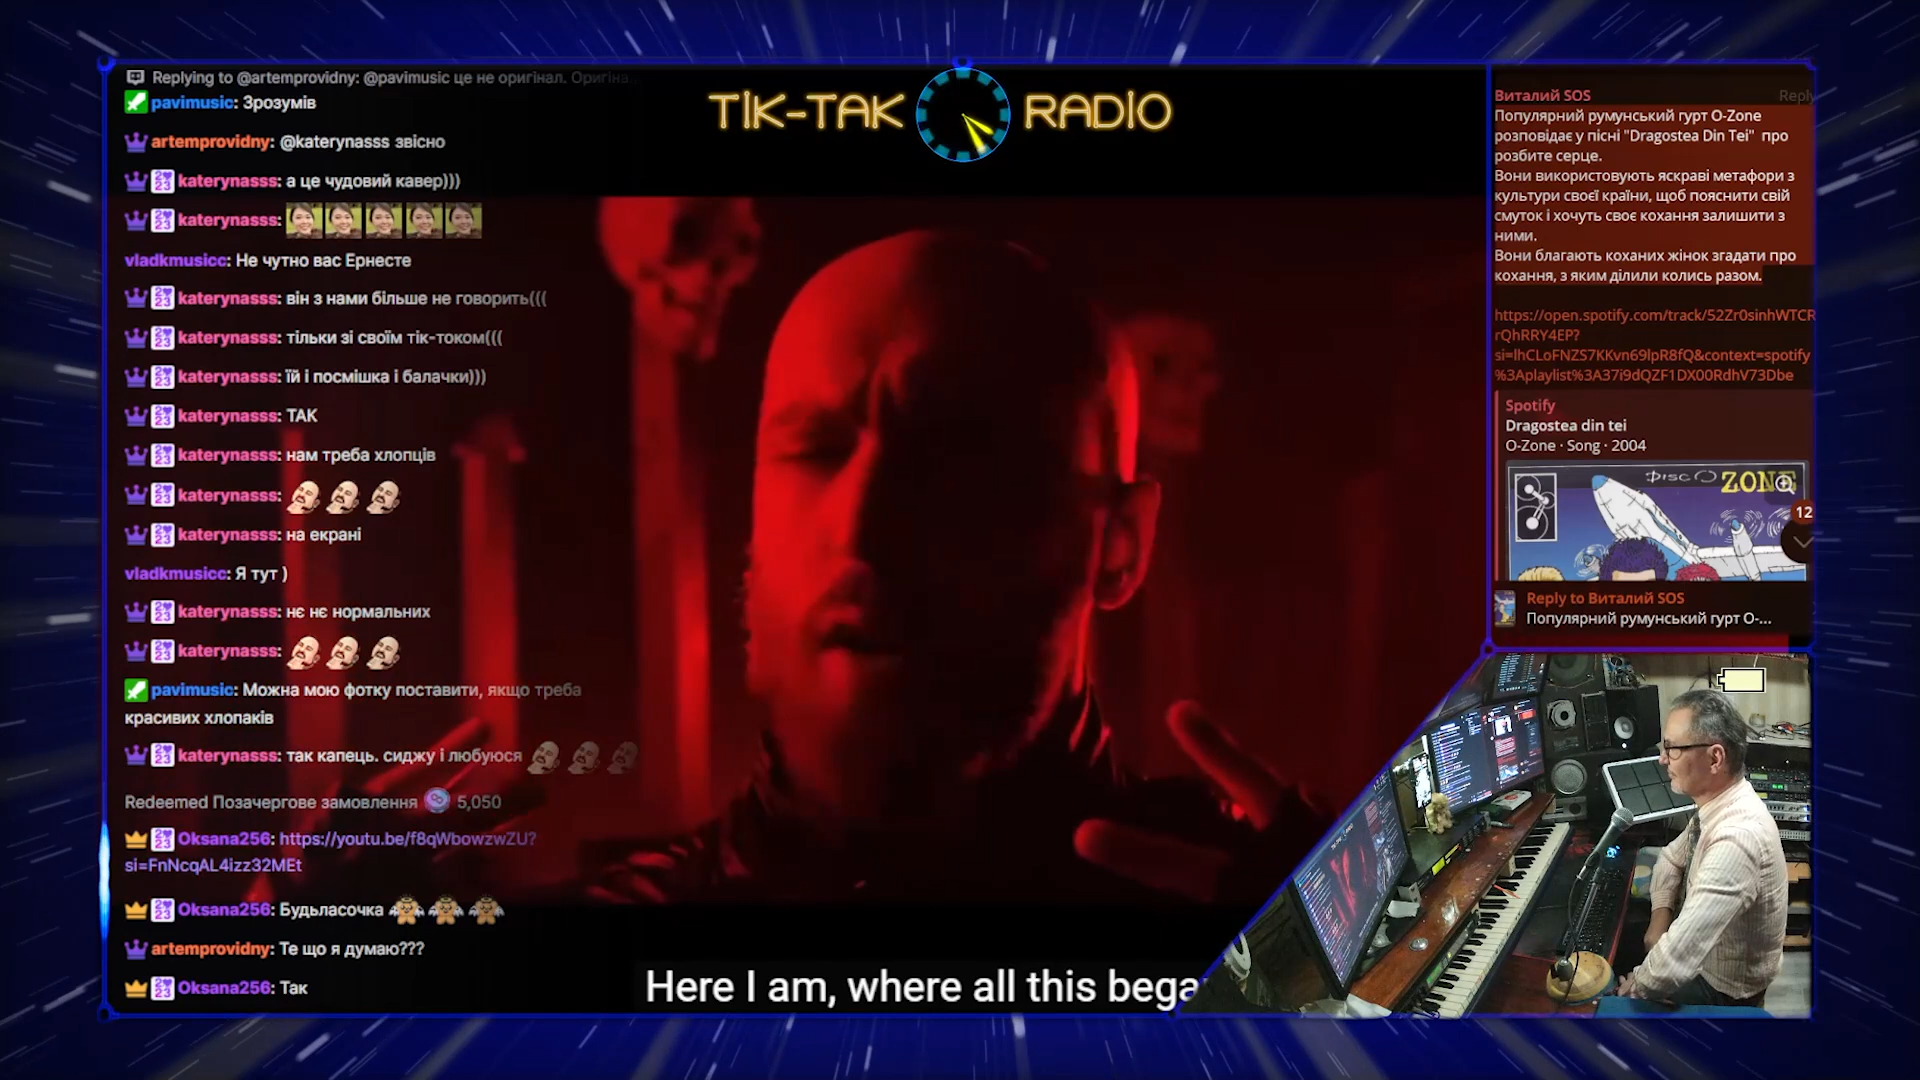 Replying to @artemprovidny: @pavimusic це не оригінал. Оригіна...
pavimusic: Зрозумів
artemprovidny: @katerynasss звісно
katerynasss: а це чудовий кавер)))
katerynasss:
vladkmusicc: Не чутно вас Ернесте
katerynasss: він з нами більше не говорить(((
katerynasss: тільки зі своїм тік-током(((
katerynasss: їй і посмішка і балачки)))
katerynasss: ТАК
katerynasss: нам треба хлопців
katerynasss:
katerynasss: на екрані
vladkmusicc: Я тут )
katerynasss: нє нє нормальних
katerynasss:
pavimusic: Можна мою фотку поставити, якщо треба
красивих хлопаків
katerynasss: так капець. сиджу і любуюся
Redeemed Позачергове замовлення 5,050
Oksana256: https://youtu.be/f8qWbowzwZU?
si=FnNcqAL4izz32MEt
Oksana256: Будьласочка
artemprovidny: Те що я думаю???
Oksana256: Так
TIK-TAK RADIO
Here I am, where all this bega
Виталий SOS Reply
Популярний румунський гурт O-Zone
розповідає у пісні "Dragostea Din Tei" про
розбите серце.
Вони використовують яскраві метафори з
культури своєї країни, щоб пояснити свій
смуток і хочуть своє кохання залишити з
ними.
Вони благають коханих жінок згадати про
кохання, з яким ділили колись разом.
https://open.spotify.com/track/52Zr0sinhWTCR
rQhRRY4EP?
si=lhCLoFNZS7KKvn69lpR8fQ&context=spotify
%3Aplaylist%3A37i9dQZF1DX00RdhV73Dbe
Spotify
Dragostea din tei
O-Zone · Song · 2004
DISCO ZONE
12
Reply to Виталий SOS
Популярний румунський гурт O-...